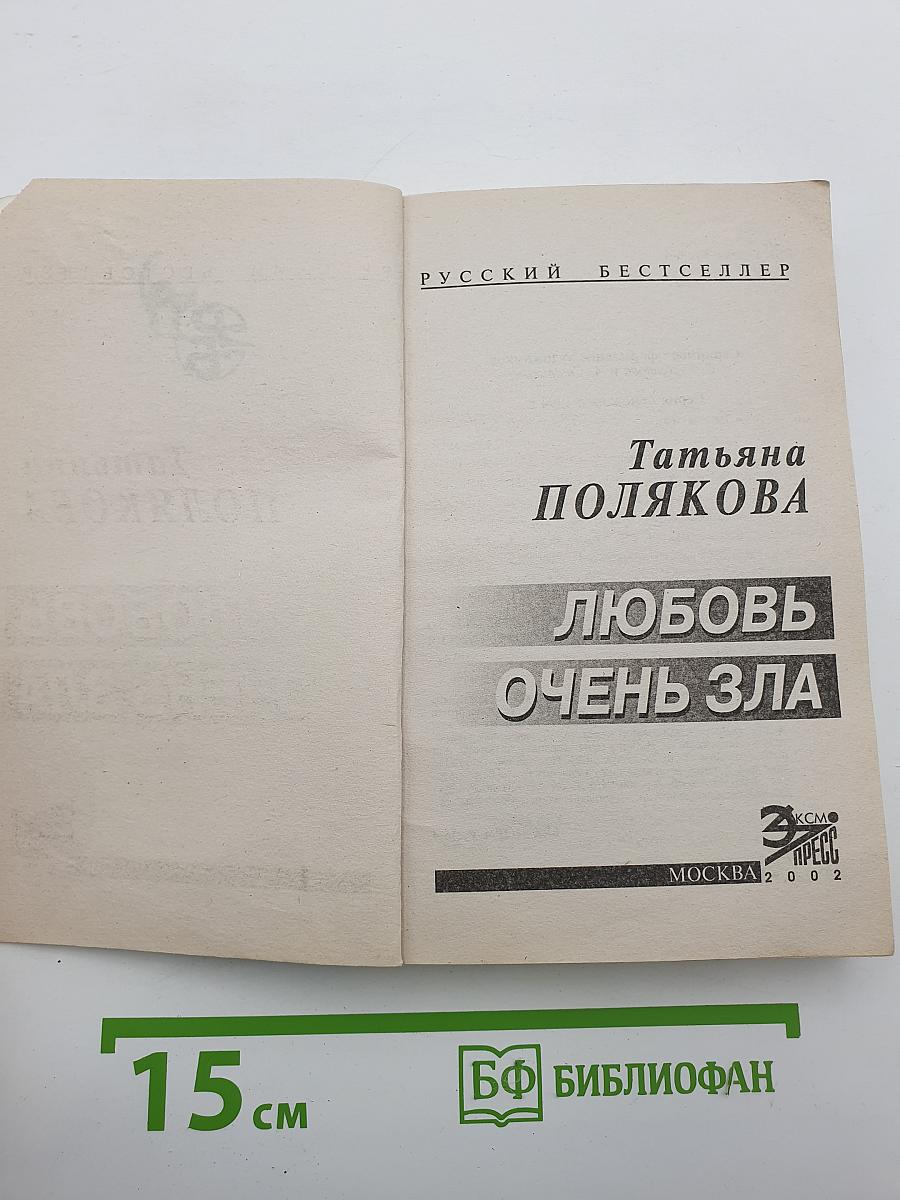 РУССКИЙ БЕСТСЕЛЛЕР
Татьяна
ПОЛЯКОВА
ЛЮБОВЬ
ОЧЕНЬ ЗЛА
ЭКСМО
ПРЕСС
МОСКВА 2002
15 см
БФ БИБЛИОФАН